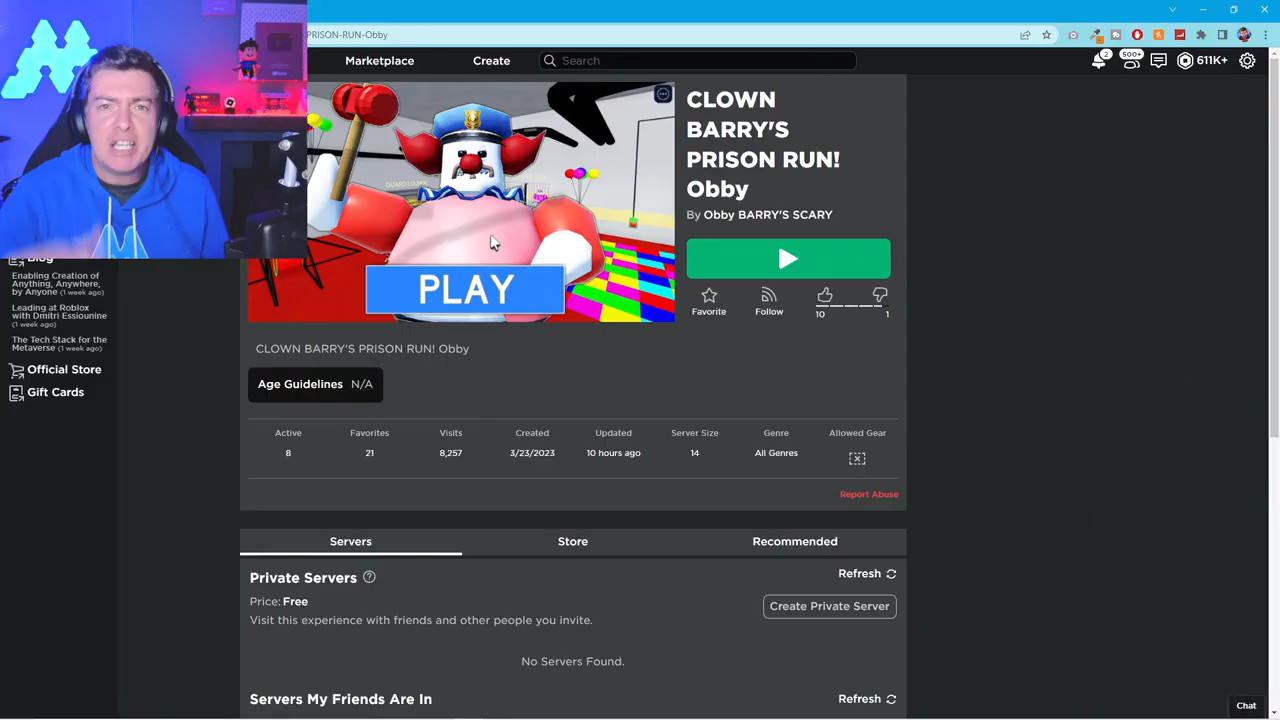 PRISON-RUN-Obby
Marketplace
Create
Search
2
500+
611K+
CLOWN
BARRY'S
PRISON RUN!
Obby
By Obby BARRY'S SCARY
PLAY
Favorite
Follow
10
1
Blog
Enabling Creation of
Anything, Anywhere,
by Anyone (1 week ago)
Leading at Roblox
with Dmitri Essiounine
(1 week ago)
The Tech Stack for the
Metaverse (1 week ago)
Official Store
Gift Cards
CLOWN BARRY'S PRISON RUN! Obby
Age Guidelines N/A
Active
Favorites
Visits
Created
Updated
Server Size
Genre
Allowed Gear
8
21
8,257
3/23/2023
10 hours ago
14
All Genres
Report Abuse
Servers
Store
Recommended
Private Servers
Refresh
Price: Free
Create Private Server
Visit this experience with friends and other people you invite.
No Servers Found.
Servers My Friends Are In
Refresh
Chat